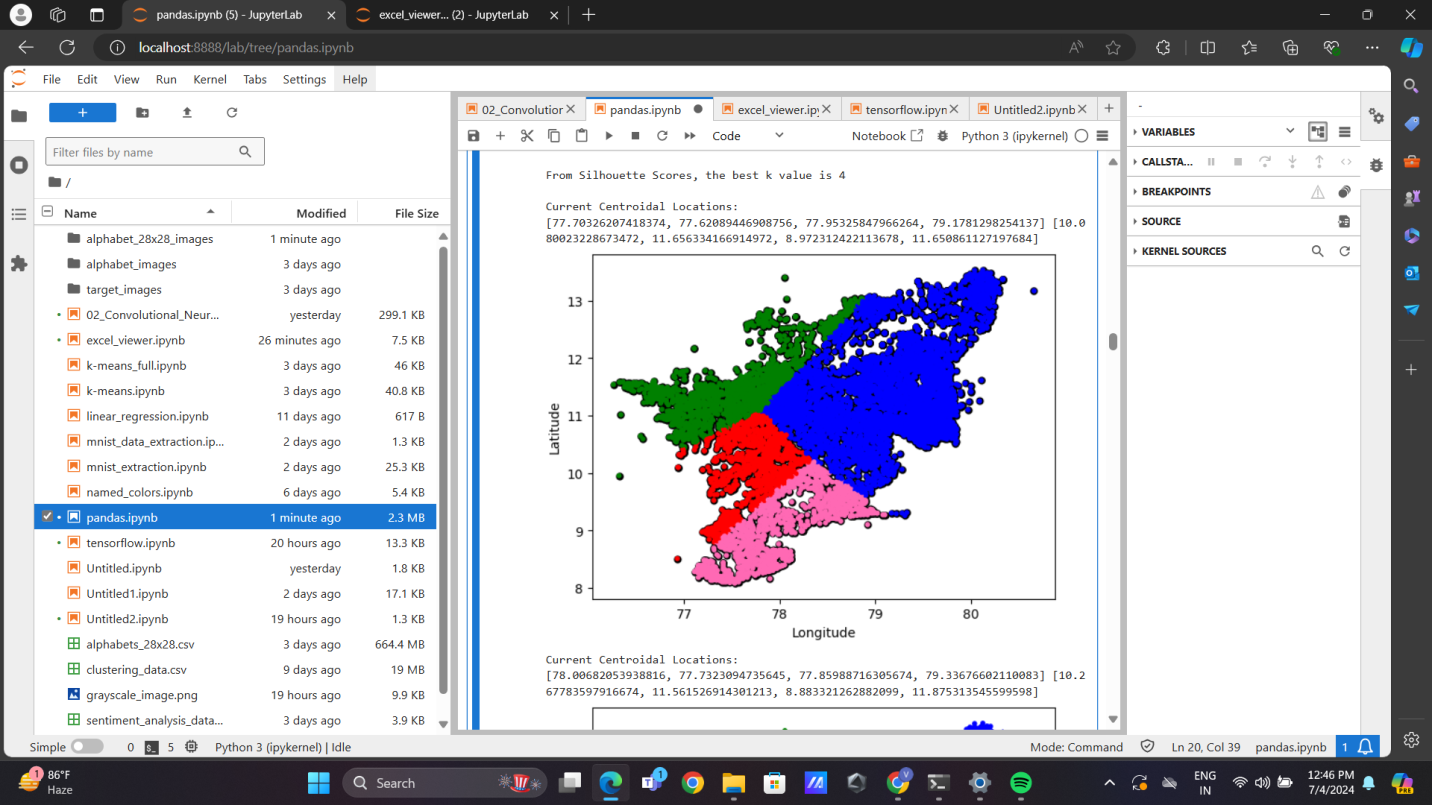 pandas.ipynb (5) - JupyterLab
excel_viewer... (2) - JupyterLab
localhost:8888/lab/tree/pandas.ipynb
File Edit View Run Kernel Tabs Settings Help
Filter files by name
/
Name Modified File Size
alphabet_28x28_images 1 minute ago
alphabet_images 3 days ago
target_images 3 days ago
02_Convolutional_Neur... yesterday 299.1 KB
excel_viewer.ipynb 26 minutes ago 7.5 KB
k-means_full.ipynb 3 days ago 46 KB
k-means.ipynb 3 days ago 40.8 KB
linear_regression.ipynb 11 days ago 617 B
mnist_data_extraction.ip... 2 days ago 1.3 KB
mnist_extraction.ipynb 2 days ago 25.3 KB
named_colors.ipynb 6 days ago 5.4 KB
pandas.ipynb 1 minute ago 2.3 MB
tensorflow.ipynb 20 hours ago 13.3 KB
Untitled.ipynb yesterday 1.8 KB
Untitled1.ipynb 2 days ago 17.1 KB
Untitled2.ipynb 19 hours ago 1.3 KB
alphabets_28x28.csv 3 days ago 664.4 MB
clustering_data.csv 9 days ago 19 MB
grayscale_image.png 19 hours ago 9.9 KB
sentiment_analysis_data... 3 days ago 3.9 KB
02_Convolution
pandas.ipynb
excel_viewer.ipy
tensorflow.ipyn
Untitled2.ipynb
Code
Notebook
Python 3 (ipykernel)
From Silhouette Scores, the best k value is 4
Current Centroidal Locations:
[77.70326207418374, 77.62089446908756, 77.95325847966264, 79.1781298254137] [10.0
80023228673472, 11.656334166914972, 8.972312422113678, 11.650861127197684]
13
12
11
10
9
8
Latitude
77 78 79 80
Longitude
Current Centroidal Locations:
[78.00682053938816, 77.7323094735645, 77.85988716305674, 79.33676602110083] [10.2
67783597916674, 11.561526914301213, 8.883321262882099, 11.875313545599598]
-
VARIABLES
CALLSTA...
BREAKPOINTS
SOURCE
KERNEL SOURCES
Simple 0 5 Python 3 (ipykernel) | Idle
Mode: Command
Ln 20, Col 39
pandas.ipynb
1
1
86°F
Haze
Search
1
V
PRE
ENG
IN
12:46 PM
7/4/2024